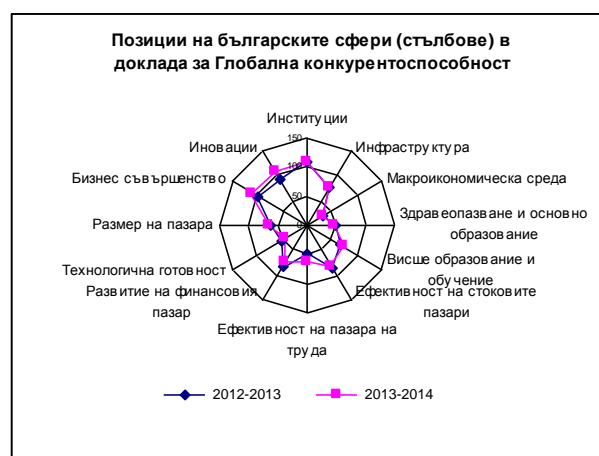 Позиции на българските сфери (стълбове) в
доклада за Глобална конкурентоспособност
Институции
Инфраструктура
Макроикономическа среда
Здравеопазване и основно
образование
Висше образование и
обучение
Ефективност на стоковите
пазари
Ефективност на пазара на
труда
Развитие на финансовия
пазар
Технологична готовност
Размер на пазара
Бизнес съвършенство
Иновации
150
100
50
0
2012-2013
2013-2014